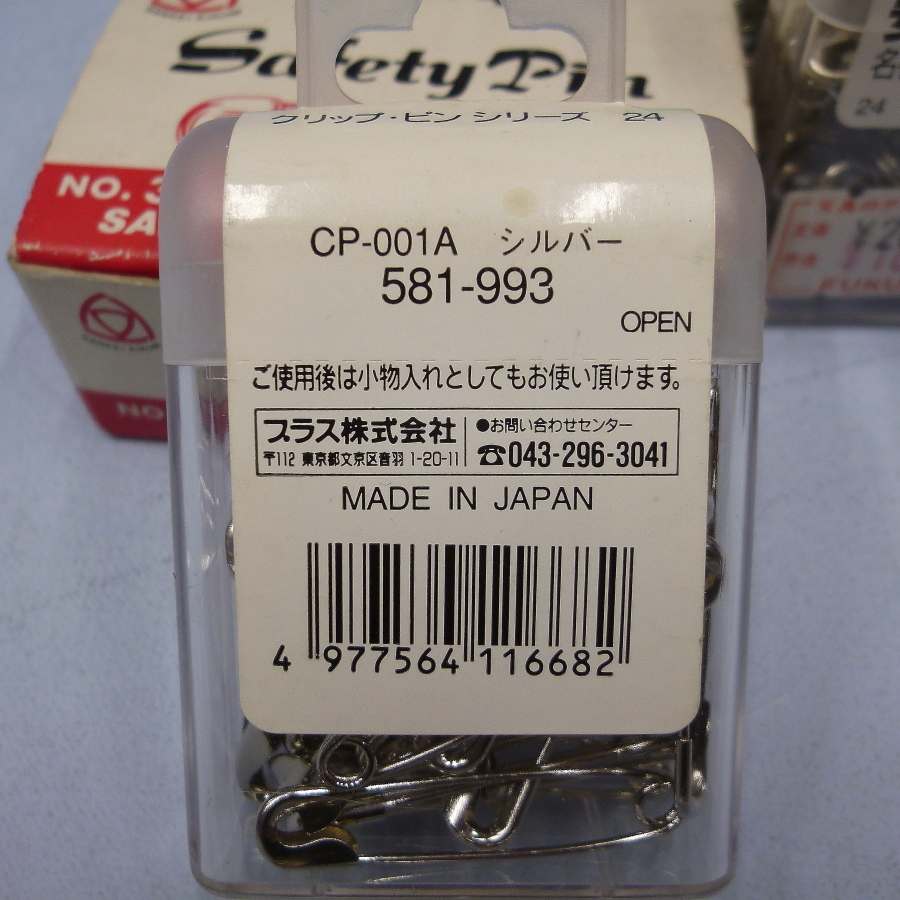 Safety Pin
NO. 3
SA
NO.
クリップ・ピン シリーズ 24
CP-001A シルバー
581-993
OPEN
ご使用後は小物入れとしてもお使い頂けます。
プラス株式会社
〒112 東京都文京区音羽 1-20-11
●お問い合わせセンター
☎043-296-3041
MADE IN JAPAN
4 977564 116682
24
¥20
FUKU